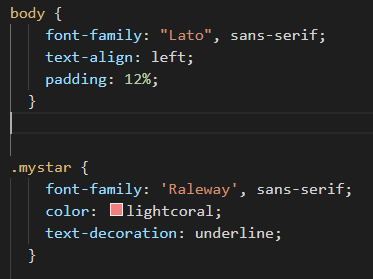 body {
font-family: "Lato", sans-serif;
text-align: left;
padding: 12%;
}
.mystar {
font-family: 'Raleway', sans-serif;
color: lightcoral;
text-decoration: underline;
}